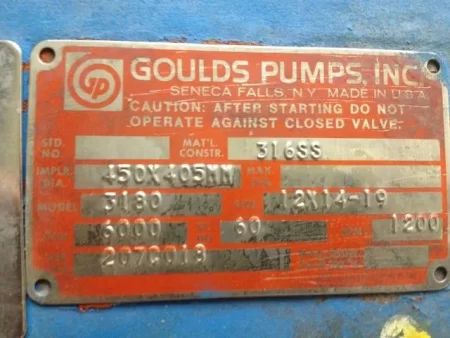 GP
GOULDS PUMPS, INC.
SENECA FALLS, N.Y. MADE IN U.S.A.
CAUTION: AFTER STARTING DO NOT
OPERATE AGAINST CLOSED VALVE.
STD. NO. MAT'L. CONSTR. 316SS
IMPLR. DIA. 450X405MM MAX.
MODEL 3180 12X14-19
6000 60 1200